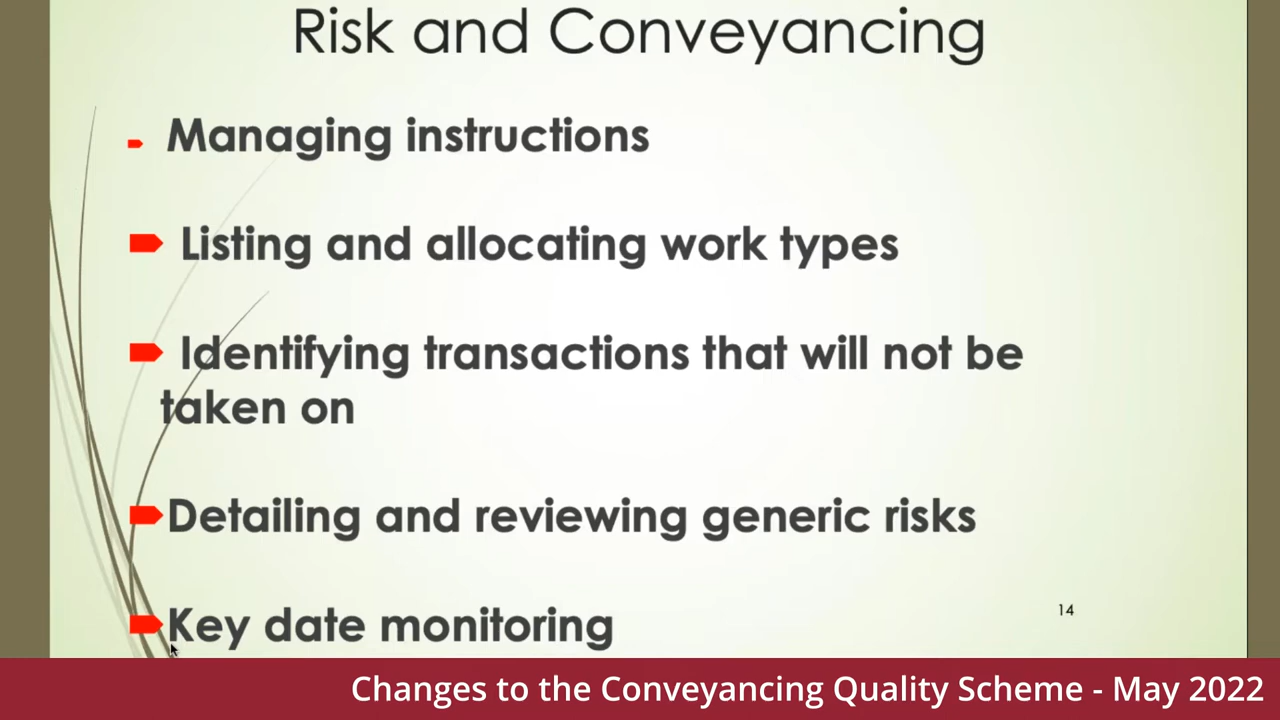 Risk and Conveyancing
Managing instructions
Listing and allocating work types
Identifying transactions that will not be
taken on
Detailing and reviewing generic risks
Key date monitoring
14
Changes to the Conveyancing Quality Scheme - May 2022